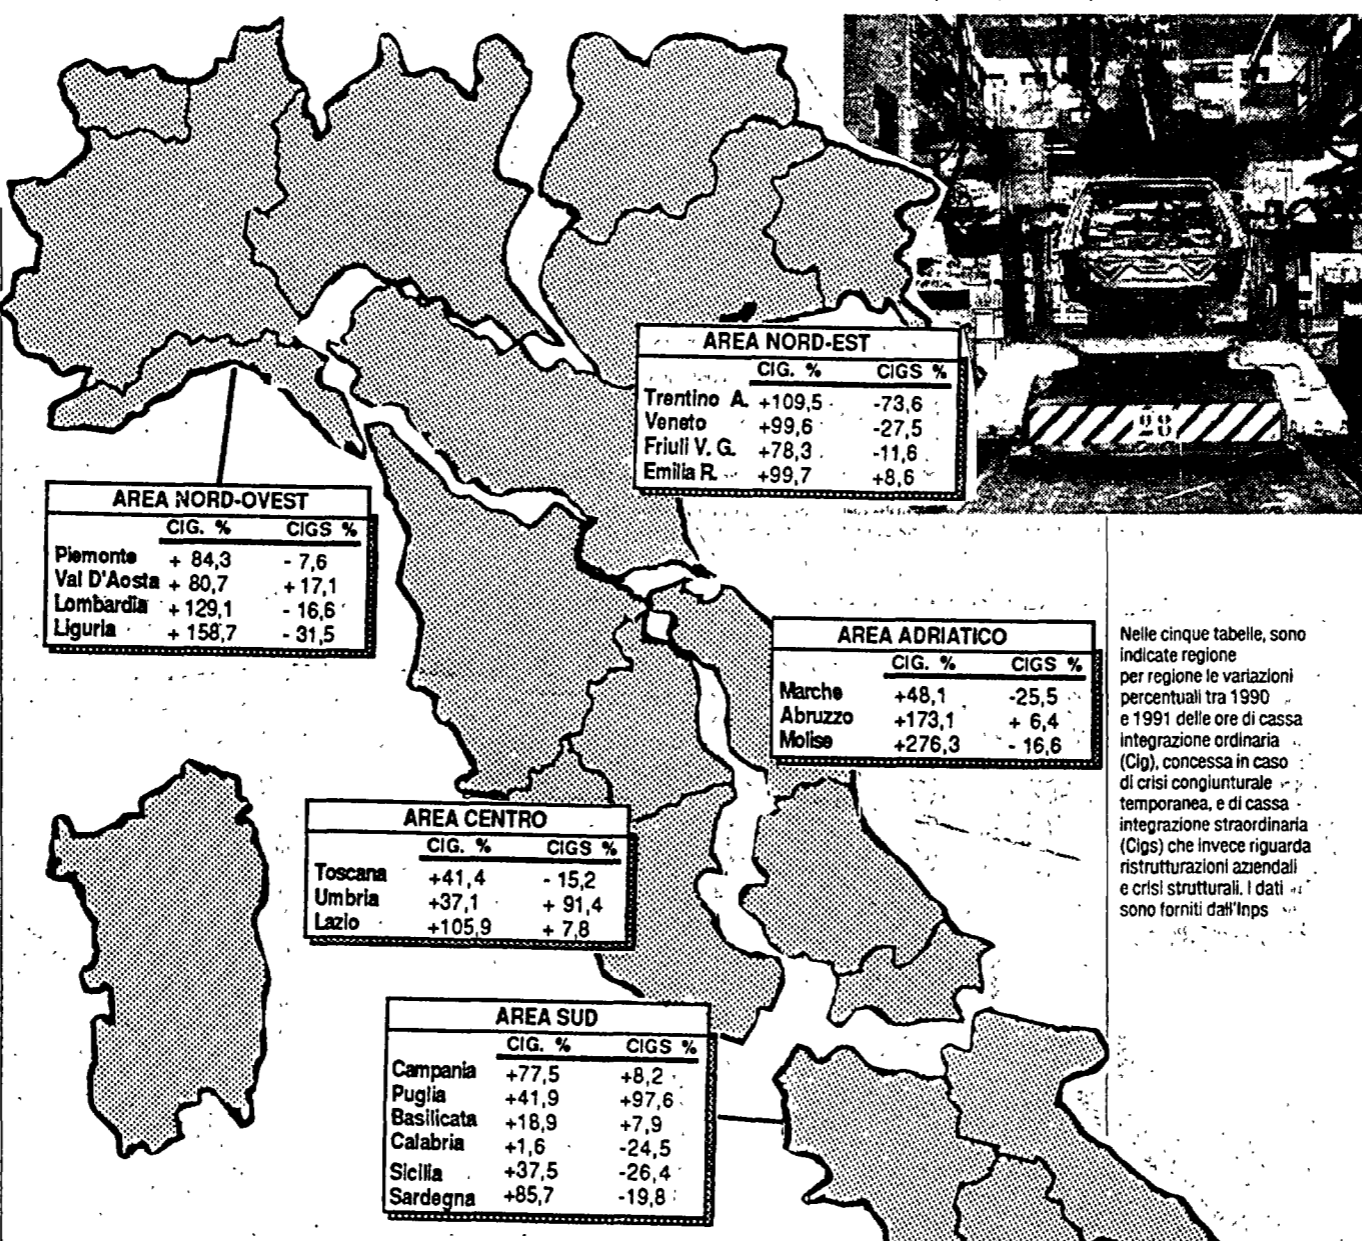 AREA NORD-EST
CIG. % CIGS %
Trentino A. +109,5 -73,6
Veneto +99,6 -27,5
Friuli V. G. +78,3 -11,6
Emilia R. +99,7 +8,6
AREA NORD-OVEST
CIG. % CIGS %
Piemonte + 84,3 - 7,6
Val D'Aosta + 80,7 + 17,1
Lombardia + 129,1 - 16,6
Liguria + 158,7 - 31,5
AREA ADRIATICO
CIG. % CIGS %
Marche +48,1 -25,5
Abruzzo +173,1 + 6,4
Molise +276,3 - 16,6
AREA CENTRO
CIG. % CIGS %
Toscana +41,4 - 15,2
Umbria +37,1 + 91,4
Lazio +105,9 + 7,8
AREA SUD
CIG. % CIGS %
Campania +77,5 +8,2
Puglia +41,9 +97,6
Basilicata +18,9 +7,9
Calabria +1,6 -24,5
Sicilia +37,5 -26,4
Sardegna +85,7 -19,8
Nelle cinque tabelle, sono
indicate regione
per regione le variazioni
percentuali tra 1990
e 1991 delle ore di cassa
integrazione ordinaria
(Cig), concessa in caso
di crisi congiunturale
temporanea, e di cassa
integrazione straordinaria
(Cigs) che invece riguarda
ristrutturazioni aziendali
e crisi strutturali. I dati
sono forniti dall'Inps